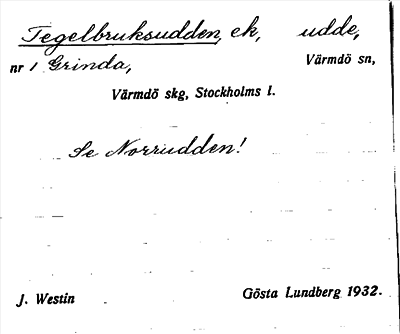 Tegelbruksudden, ek, udde,
nr 1 Grinda, Värmdö sn,
Värmdö skg, Stockholms l.
Se Norrudden!
J. Westin Gösta Lundberg 1932.